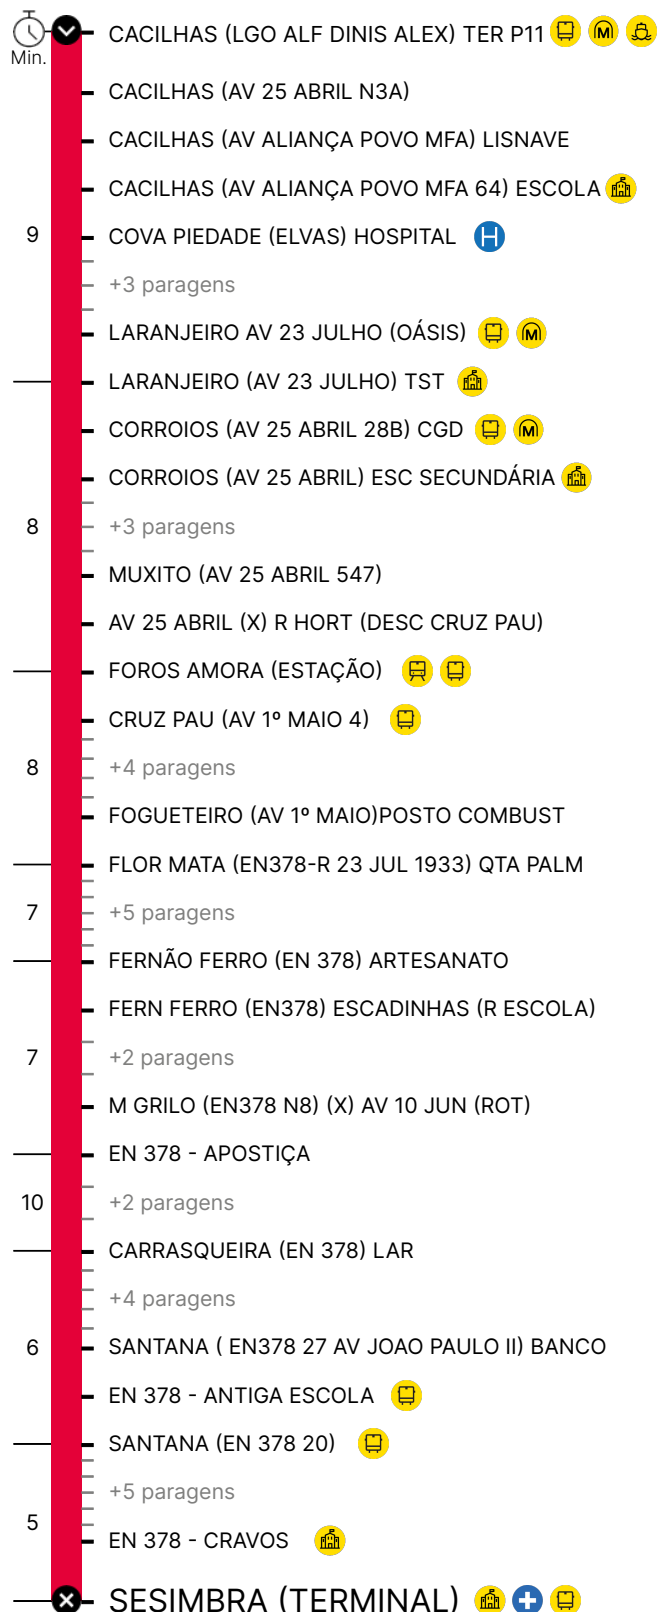 CACILHAS (LGO ALF DINIS ALEX) TER P11
Min.
CACILHAS (AV 25 ABRIL N3A)
CACILHAS (AV ALIANÇA POVO MFA) LISNAVE
CACILHAS (AV ALIANÇA POVO MFA 64) ESCOLA
9 COVA PIEDADE (ELVAS) HOSPITAL H
+3 paragens
LARANJEIRO AV 23 JULHO (OÁSIS)
LARANJEIRO (AV 23 JULHO) TST
CORROIOS (AV 25 ABRIL 28B) CGD
CORROIOS (AV 25 ABRIL) ESC SECUNDÁRIA
8 +3 paragens
MUXITO (AV 25 ABRIL 547)
AV 25 ABRIL (X) R HORT (DESC CRUZ PAU)
FOROS AMORA (ESTAÇÃO)
CRUZ PAU (AV 1º MAIO 4)
8 +4 paragens
FOGUETEIRO (AV 1º MAIO)POSTO COMBUST
FLOR MATA (EN378-R 23 JUL 1933) QTA PALM
7 +5 paragens
FERNÃO FERRO (EN 378) ARTESANATO
FERN FERRO (EN378) ESCADINHAS (R ESCOLA)
7 +2 paragens
M GRILO (EN378 N8) (X) AV 10 JUN (ROT)
EN 378 - APOSTIÇA
10 +2 paragens
CARRASQUEIRA (EN 378) LAR
+4 paragens
6 SANTANA ( EN378 27 AV JOAO PAULO II) BANCO
EN 378 - ANTIGA ESCOLA
SANTANA (EN 378 20)
+5 paragens
5
EN 378 - CRAVOS
SESIMBRA (TERMINAL)